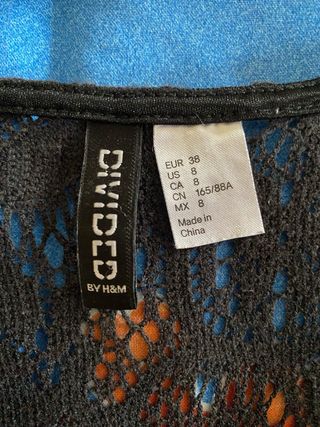 DIVIDED
BY H&M
EUR 38
US 8
CA 8
CN 165/88A
MX 8
Made in
China